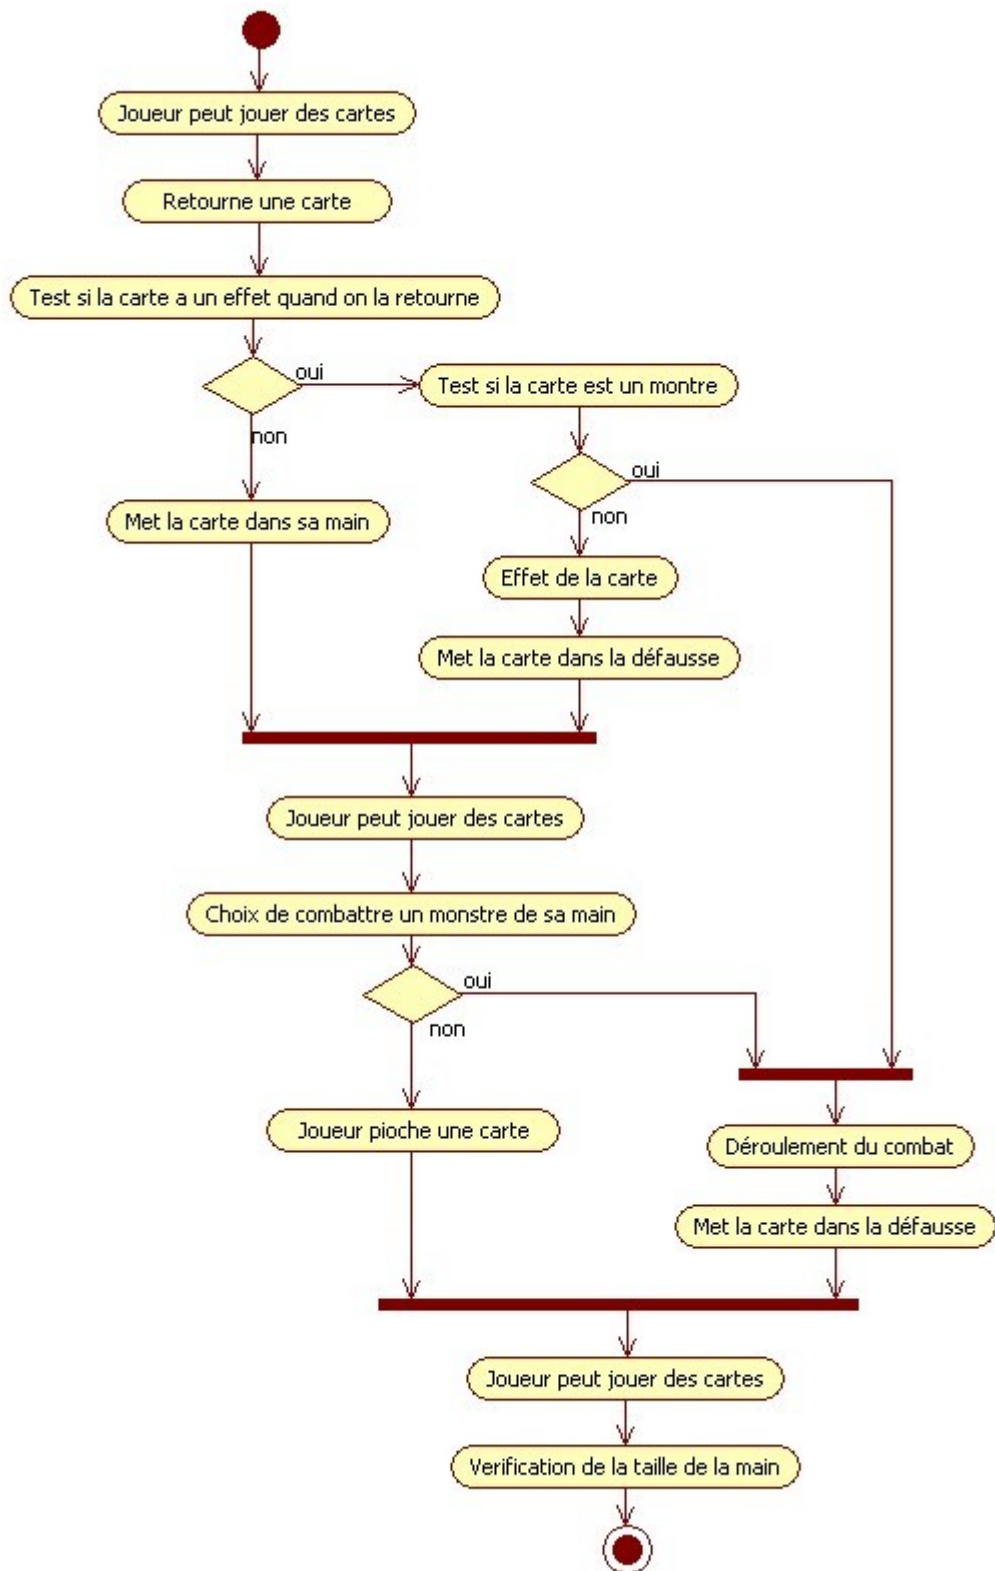 Joueur peut jouer des cartes
Retourne une carte
Test si la carte a un effet quand on la retourne
oui
Test si la carte est un montre
non
oui
Met la carte dans sa main
non
Effet de la carte
Met la carte dans la défausse
Joueur peut jouer des cartes
Choix de combattre un monstre de sa main
oui
non
Joueur pioche une carte
Déroulement du combat
Met la carte dans la défausse
Joueur peut jouer des cartes
Verification de la taille de la main